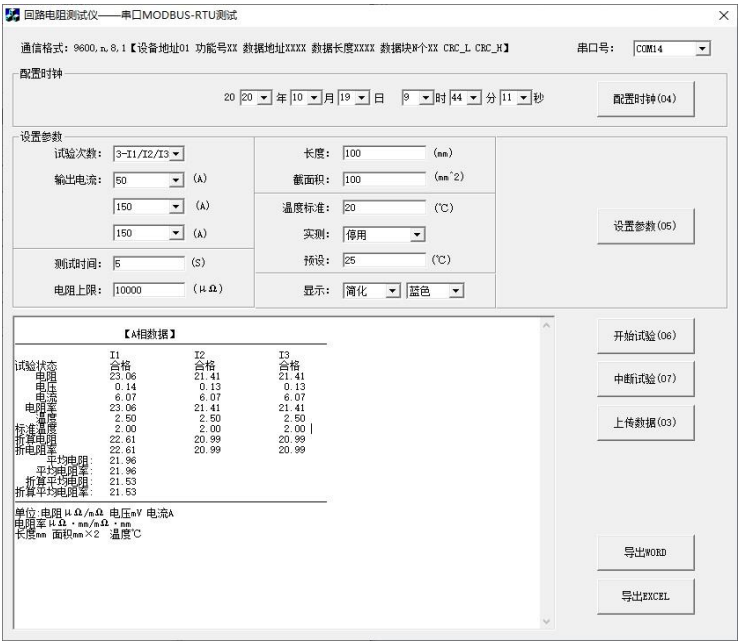 回路电阻测试仪——串口MODBUS-RTU测试
通信格式: 9600,n,8,1【设备地址01 功能号XX 数据地址XXXX 数据长度XXXX 数据块N个XX CRC_L CRC_H】 串口号: COM14
配置时钟
20 20 年 10 月 19 日 9 时 44 分 11 秒 配置时钟(04)
设置参数
试验次数: 3-I1/I2/I3 长度: 100 (mm)
输出电流: 50 (A) 截面积: 100 (mm^2)
150 (A) 温度标准: 20 (℃)
150 (A) 实测: 停用 设置参数(05)
测试时间: 5 (S) 预设: 25 (℃)
电阻上限: 10000 (μΩ) 显示: 简化 蓝色
【A相数据】 开始试验(06)
I1 I2 I3
试验状态 合格 合格 合格
电阻 23.06 21.41 21.41
电压 0.14 0.13 0.13 中断试验(07)
电流 6.07 6.07 6.07
电阻率 23.06 21.41 21.41
温度 2.50 2.50 2.50
标准温度 2.00 2.00 2.00 上传数据(03)
折算电阻 22.61 20.99 20.99
折电阻率 22.61 20.99 20.99
平均电阻: 21.96
平均电阻率: 21.96
折算平均电阻: 21.53
折算平均电阻率: 21.53
单位:电阻μΩ/mΩ 电压mV 电流A
电阻率μΩ·mm/mΩ·mm
长度mm 面积mm×2 温度℃
导出WORD
导出EXCEL